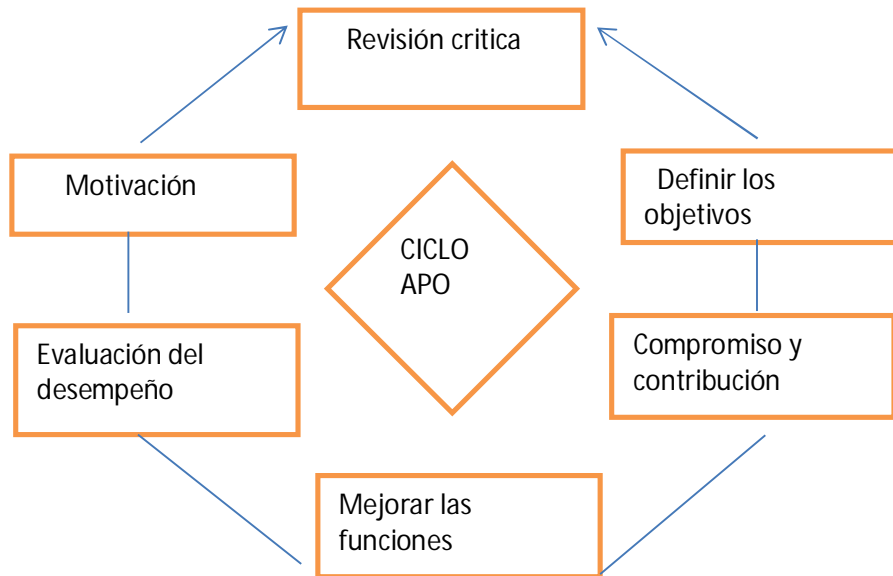 Revisión critica
Motivación
Definir los
objetivos
CICLO
APO
Evaluación del
desempeño
Compromiso y
contribución
Mejorar las
funciones